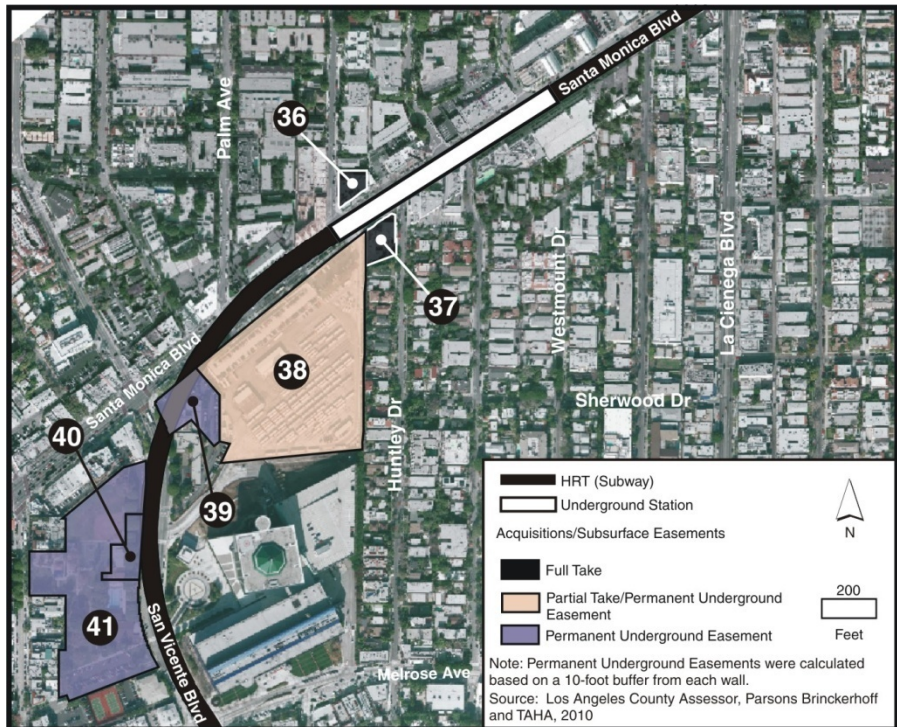 Santa Monica Blvd
Palm Ave
36
37
Westmount Dr
La Cienega Blvd
38
Santa Monica Blvd
Sherwood Dr
Huntley Dr
40
39
41
San Vicente Blvd
Melrose Ave
HRT (Subway)
Underground Station
Acquisitions/Subsurface Easements
N
Full Take
Partial Take/Permanent Underground
Easement
Permanent Underground Easement
200
Feet
Note: Permanent Underground Easements were calculated
based on a 10-foot buffer from each wall.
Source: Los Angeles County Assessor, Parsons Brinckerhoff
and TAHA, 2010